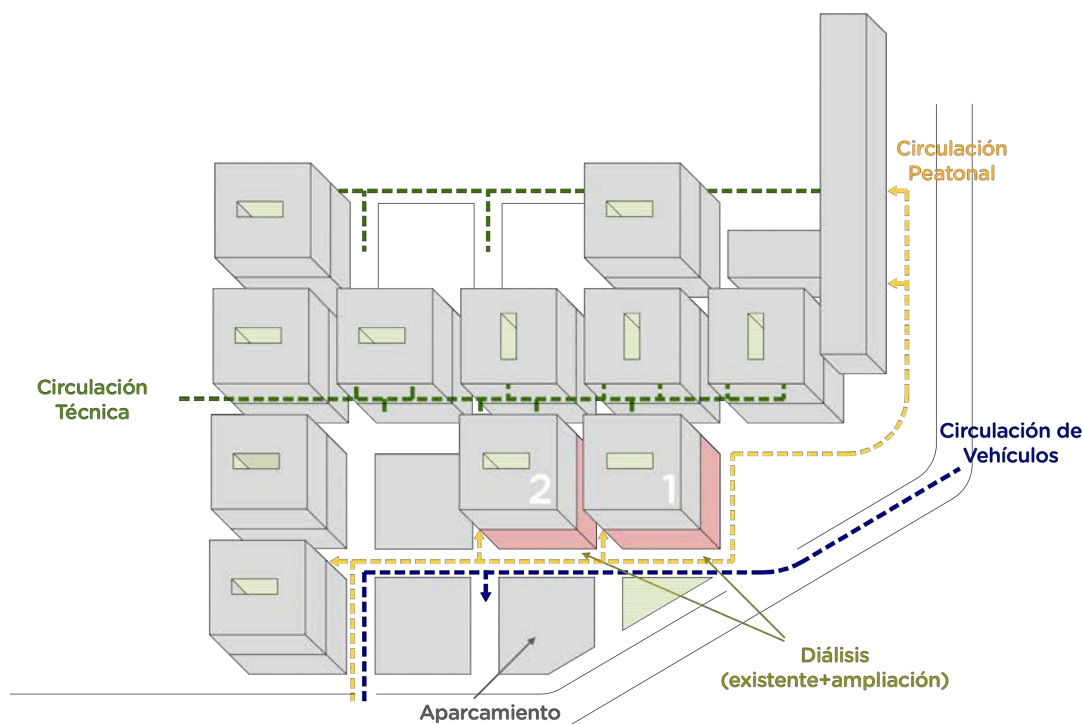 Circulación
Peatonal
Circulación
Técnica
Circulación de
Vehículos
2
1
Diálisis
(existente+ampliación)
Aparcamiento